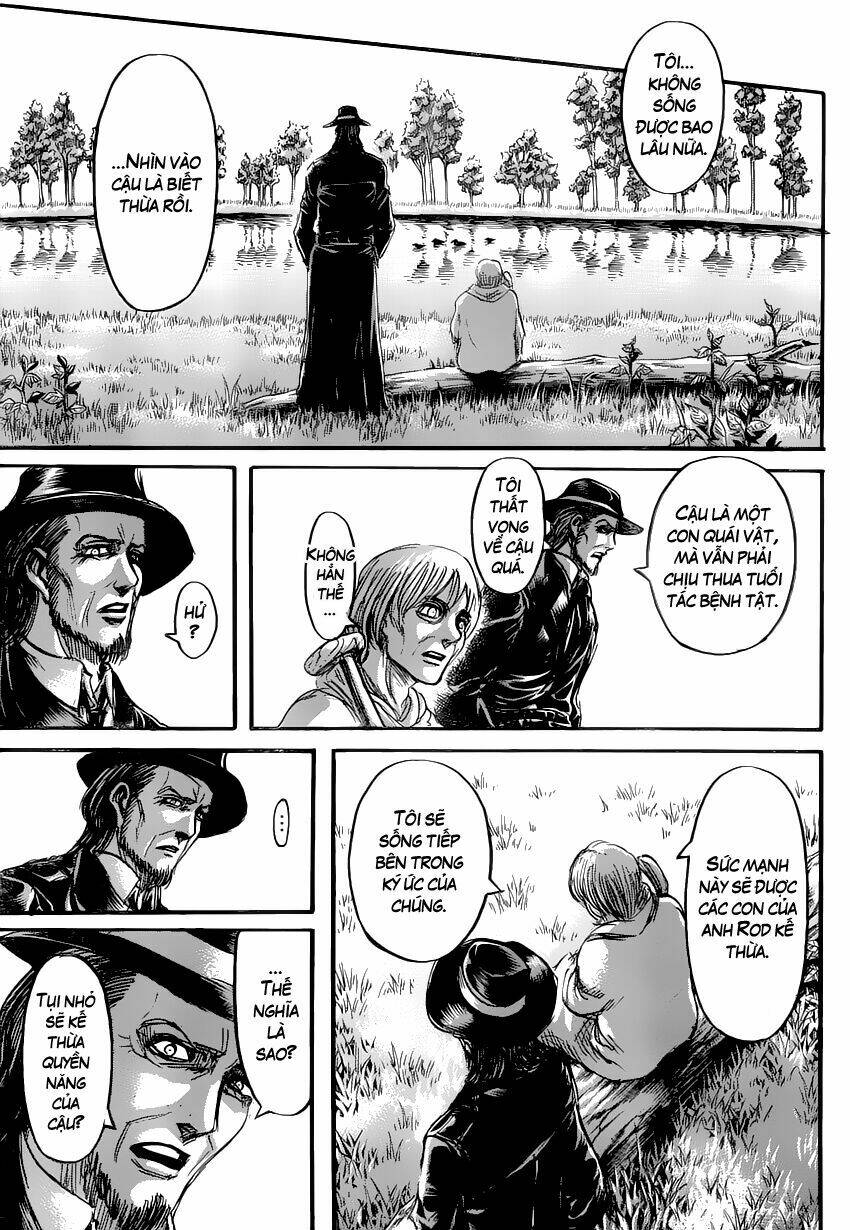 TÔI...
KHÔNG
SỐNG
ĐƯỢC BAO
LÂU NỮA.
...NHÌN VÀO
CẬU LÀ BIẾT
THỪA RỒI.
CẬU LÀ MỘT
CON QUÁI VẬT,
MÀ VẪN PHẢI
CHỊU THUA TUỔI
TÁC BỆNH TẬT.
TÔI
THẤT
VỌNG
VỀ CẬU
QUÁ.
KHÔNG
HẲN THẾ
...
HỬ
?
SỨC MẠNH
NÀY SẼ ĐƯỢC
CÁC CON CỦA
ANH ROD KẾ
THỪA.
TÔI SẼ
SỐNG TIẾP
BÊN TRONG
KÝ ỨC CỦA
CHÚNG.
...
...
THẾ
NGHĨA
LÀ
SAO?
TỤI NHỎ
SẼ KẾ
THỪA
QUYỀN
NĂNG
CỦA
CẬU?